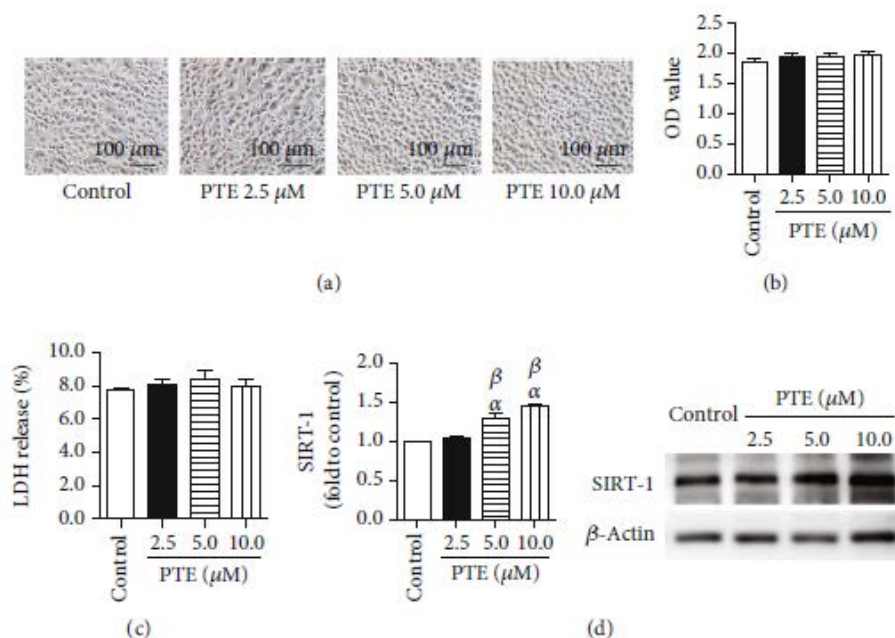 100 μm
100 μm
100 μm
100 μm
Control
PTE 2.5 μM
PTE 5.0 μM
PTE 10.0 μM
(a)
OD value
2.5
2.0
1.5
1.0
0.5
0.0
Control
2.5
5.0
10.0
PTE (μM)
(b)
LDH release (%)
10.0
8.0
6.0
4.0
2.0
0.0
Control
2.5
5.0
10.0
PTE (μM)
(c)
SIRT-1
(foldto control)
2.0
1.5
1.0
0.5
0.0
β
α
β
α
Control
2.5
5.0
10.0
PTE (μM)
Control
PTE (μM)
2.5
5.0
10.0
SIRT-1
β-Actin
(d)